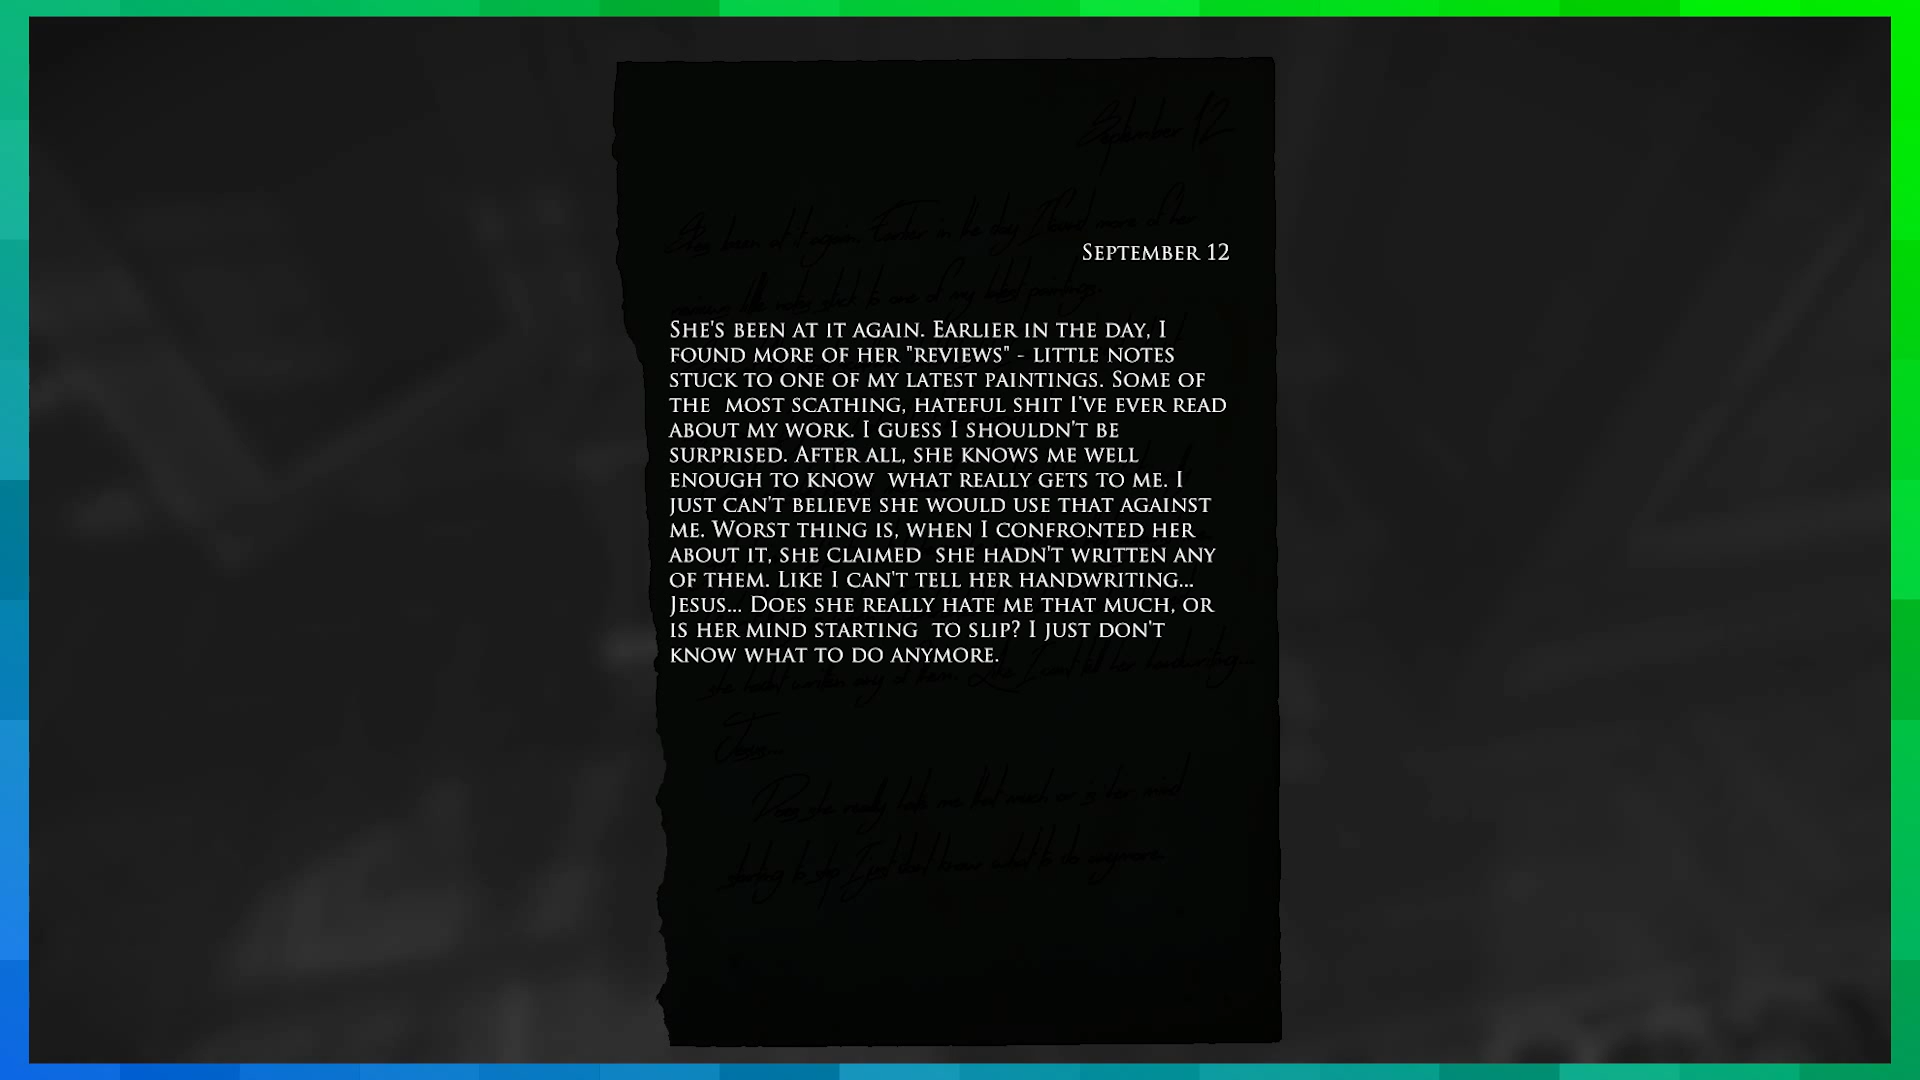 September 12
She's been at it again. Earlier in the day, I
found more of her "reviews" - little notes
stuck to one of my latest paintings. Some of
the  most scathing, hateful shit I've ever read
about my work. I guess I shouldn't be
surprised. After all, she knows me well
enough to know  what really gets to me. I
just can't believe she would use that against
me. Worst thing is, when I confronted her
about it, she claimed  she hadn't written any
of them. Like I can't tell her handwriting...
Jesus... Does she really hate me that much, or
is her mind starting  to slip? I just don't
know what to do anymore.